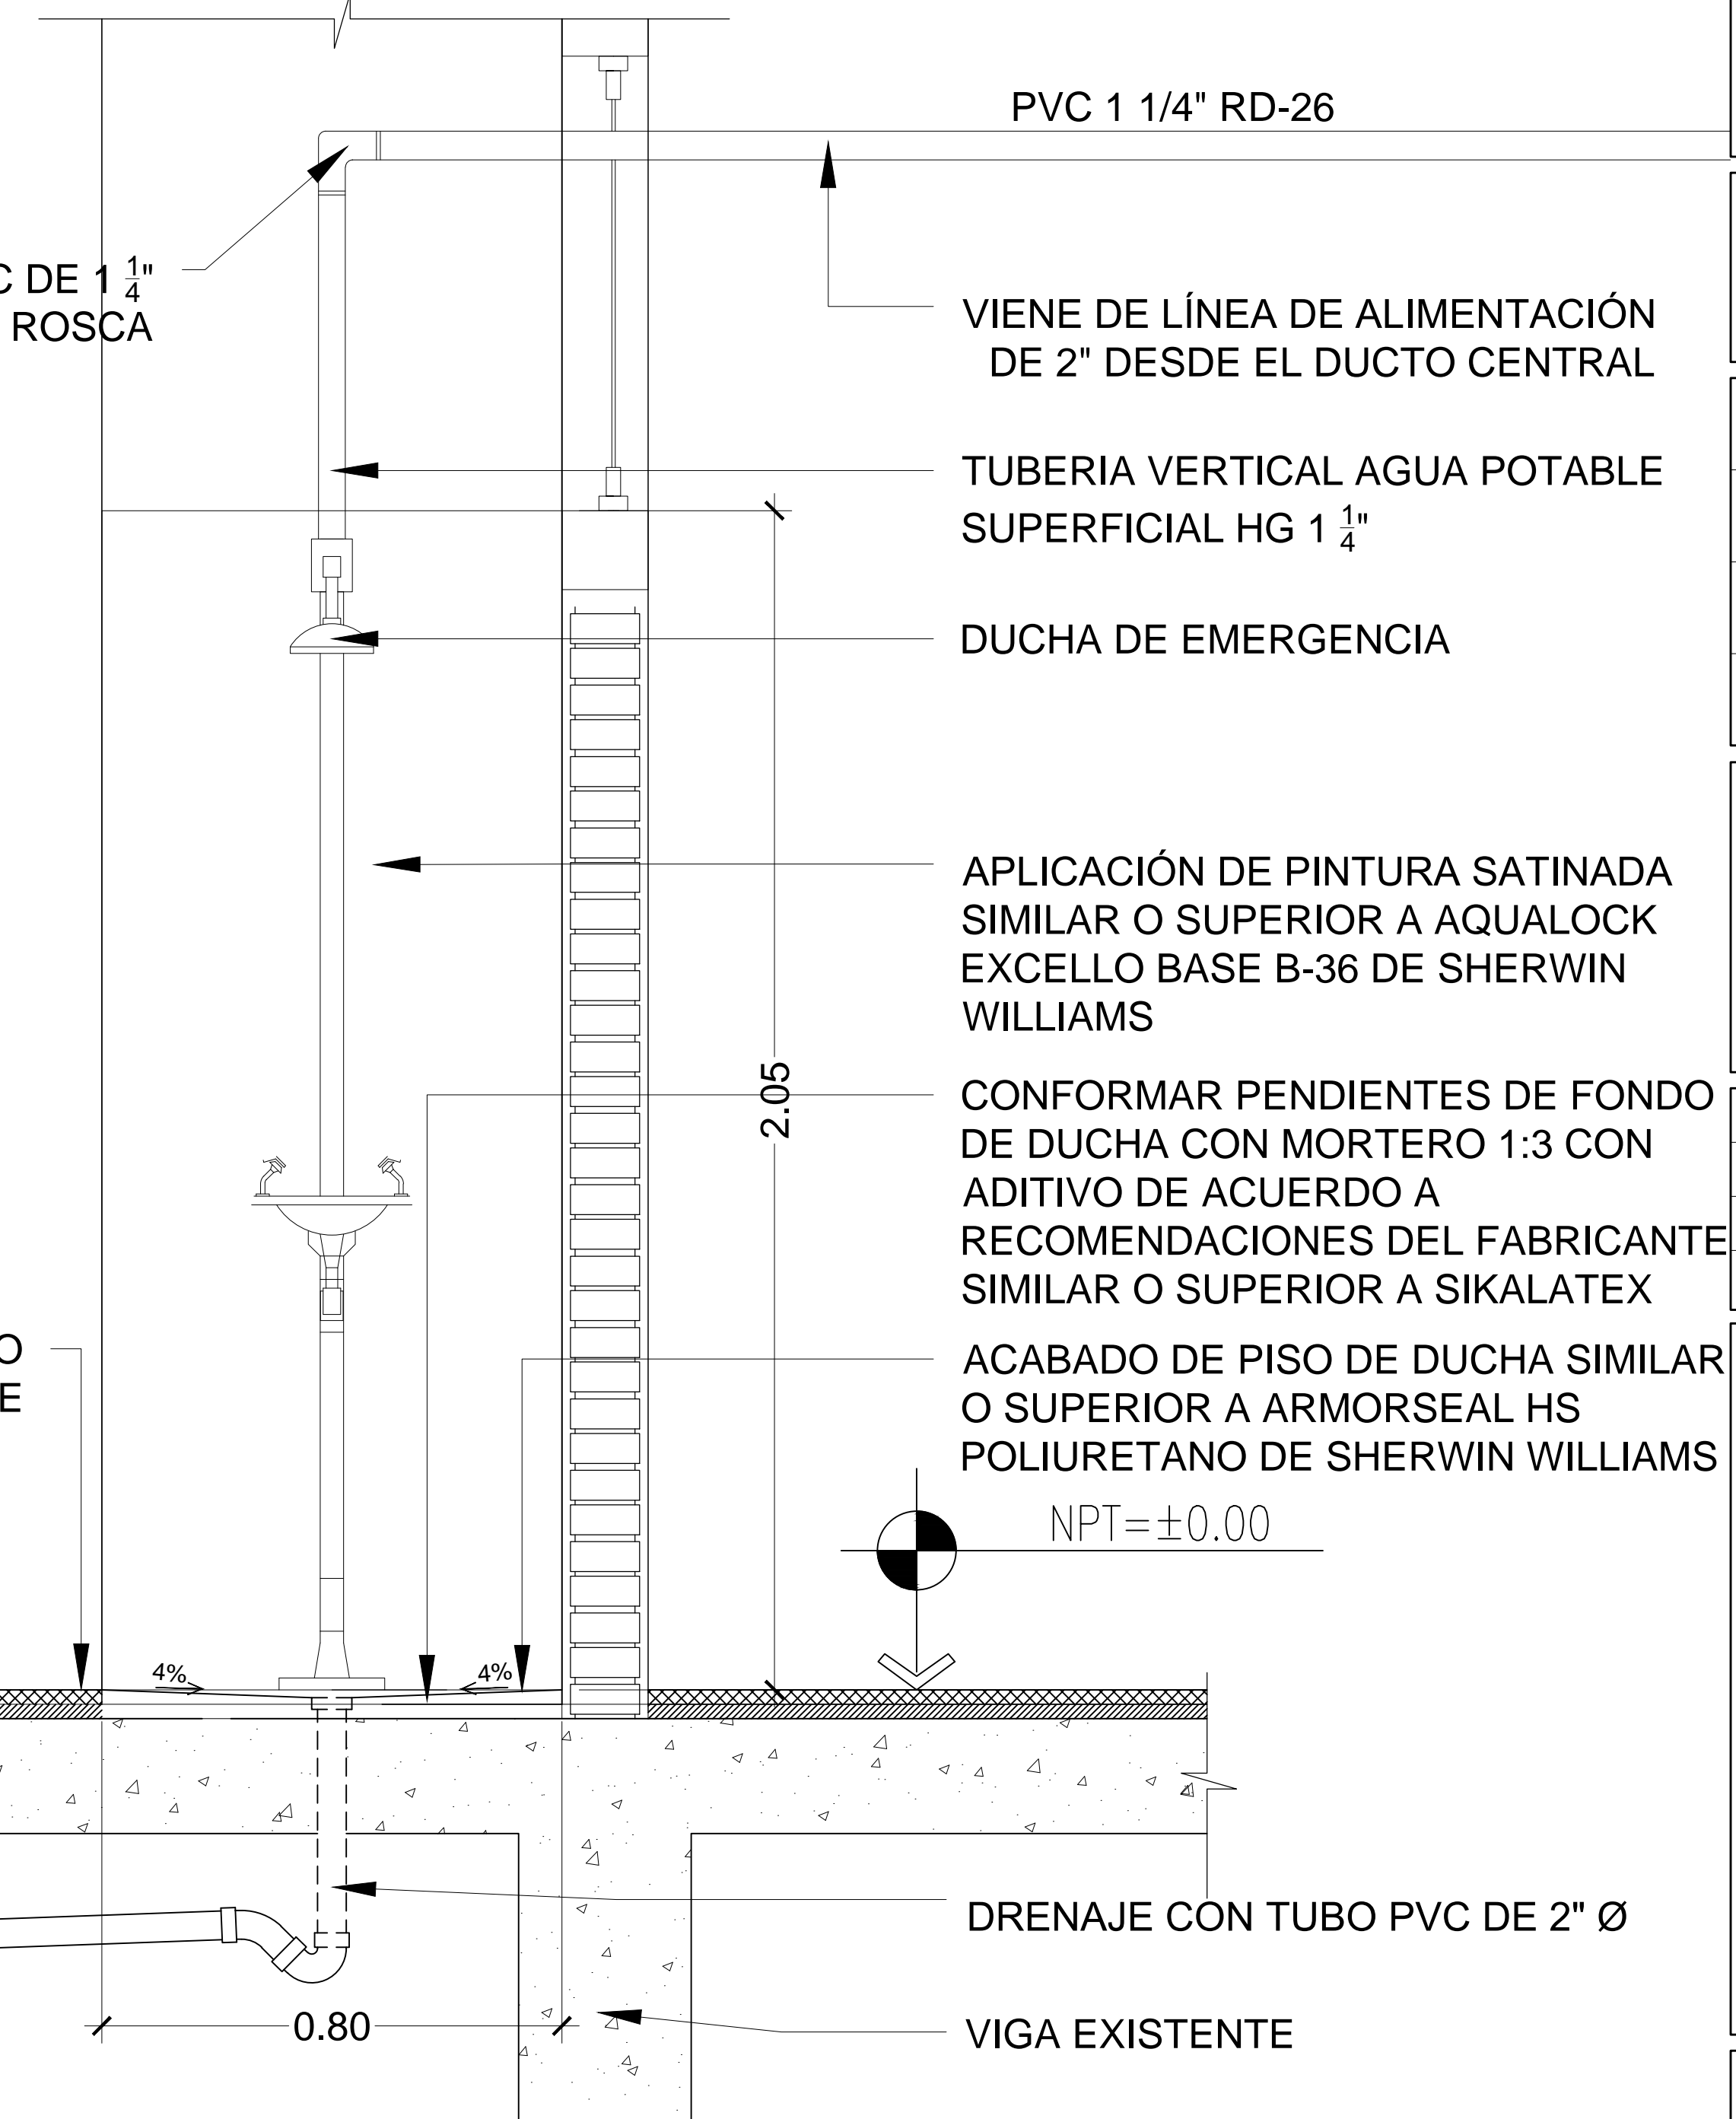 PVC 1 1/4" RD-26
C DE 1 1/4"
ROSCA
VIENE DE LÍNEA DE ALIMENTACIÓN
DE 2" DESDE EL DUCTO CENTRAL
TUBERIA VERTICAL AGUA POTABLE
SUPERFICIAL HG 1 1/4"
DUCHA DE EMERGENCIA
APLICACIÓN DE PINTURA SATINADA
SIMILAR O SUPERIOR A AQUALOCK
EXCELLO BASE B-36 DE SHERWIN
WILLIAMS
2.05
CONFORMAR PENDIENTES DE FONDO
DE DUCHA CON MORTERO 1:3 CON
ADITIVO DE ACUERDO A
RECOMENDACIONES DEL FABRICANTE
SIMILAR O SUPERIOR A SIKALATEX
O
E
ACABADO DE PISO DE DUCHA SIMILAR
O SUPERIOR A ARMORSEAL HS
POLIURETANO DE SHERWIN WILLIAMS
NPT=±0.00
4%
4%
DRENAJE CON TUBO PVC DE 2" Ø
0.80
VIGA EXISTENTE